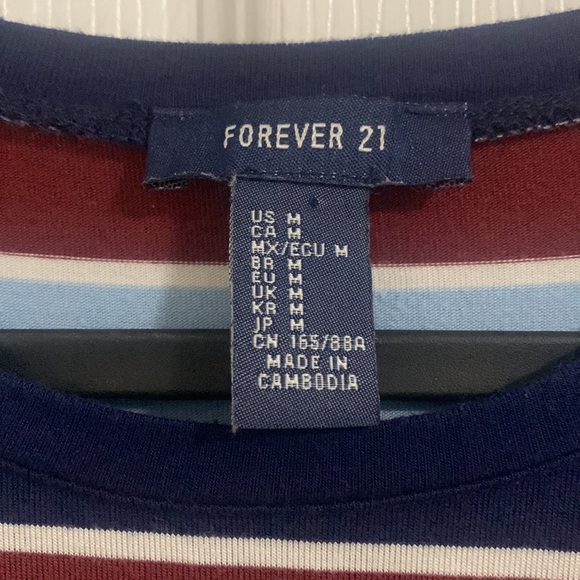 FOREVER 21
US M
CA M
MX/ECU M
BR M
EU M
UK M
KR M
JP M
CN 165/88A
MADE IN
CAMBODIA